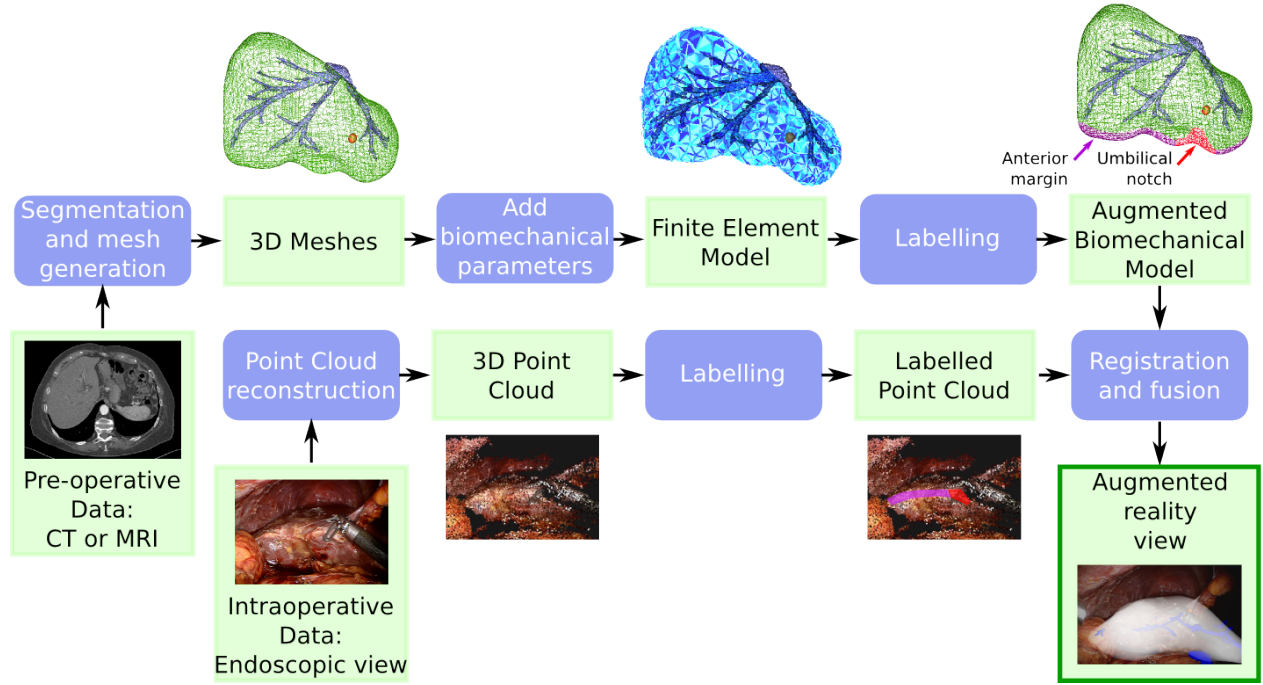 Anterior
margin
Umbilical
notch
Segmentation
and mesh
generation
3D Meshes
Add
biomechanical
parameters
Finite Element
Model
Labelling
Augmented
Biomechanical
Model
Pre-operative
Data:
CT or MRI
Point Cloud
reconstruction
3D Point
Cloud
Labelling
Labelled
Point Cloud
Registration
and fusion
Intraoperative
Data:
Endoscopic view
Augmented
reality
view